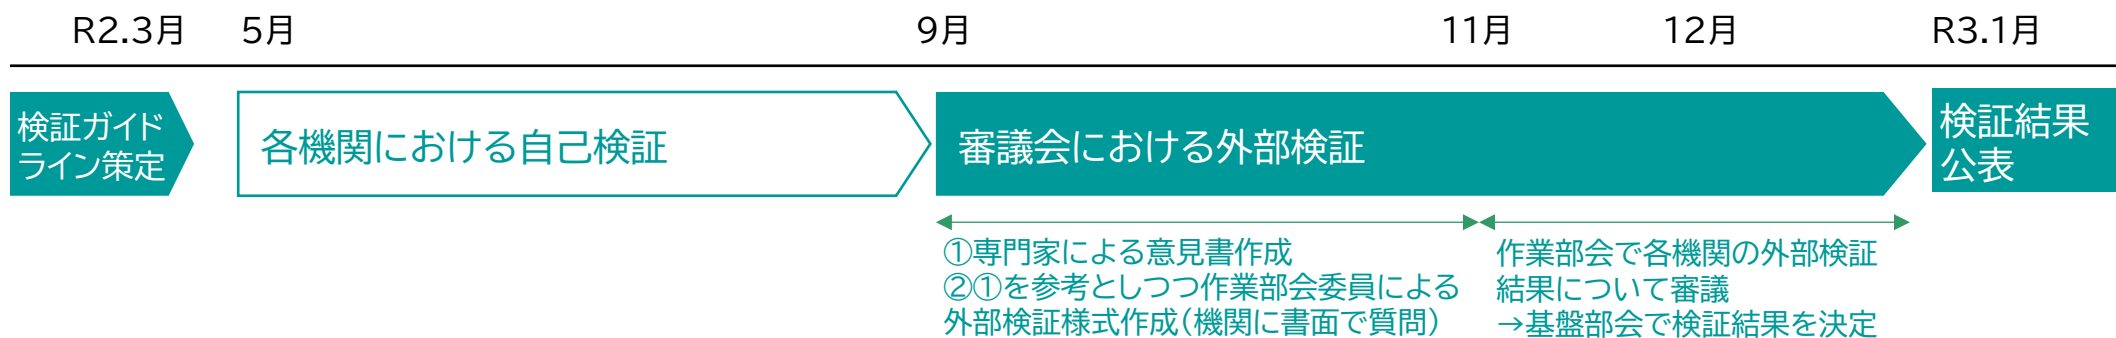 R2.3月 5月 9月 11月 12月 R3.1月
検証ガイド
ライン策定
各機関における自己検証
審議会における外部検証
検証結果
公表
①専門家による意見書作成
②①を参考としつつ作業部会委員による
外部検証様式作成(機関に書面で質問)
作業部会で各機関の外部検証
結果について審議
→基盤部会で検証結果を決定